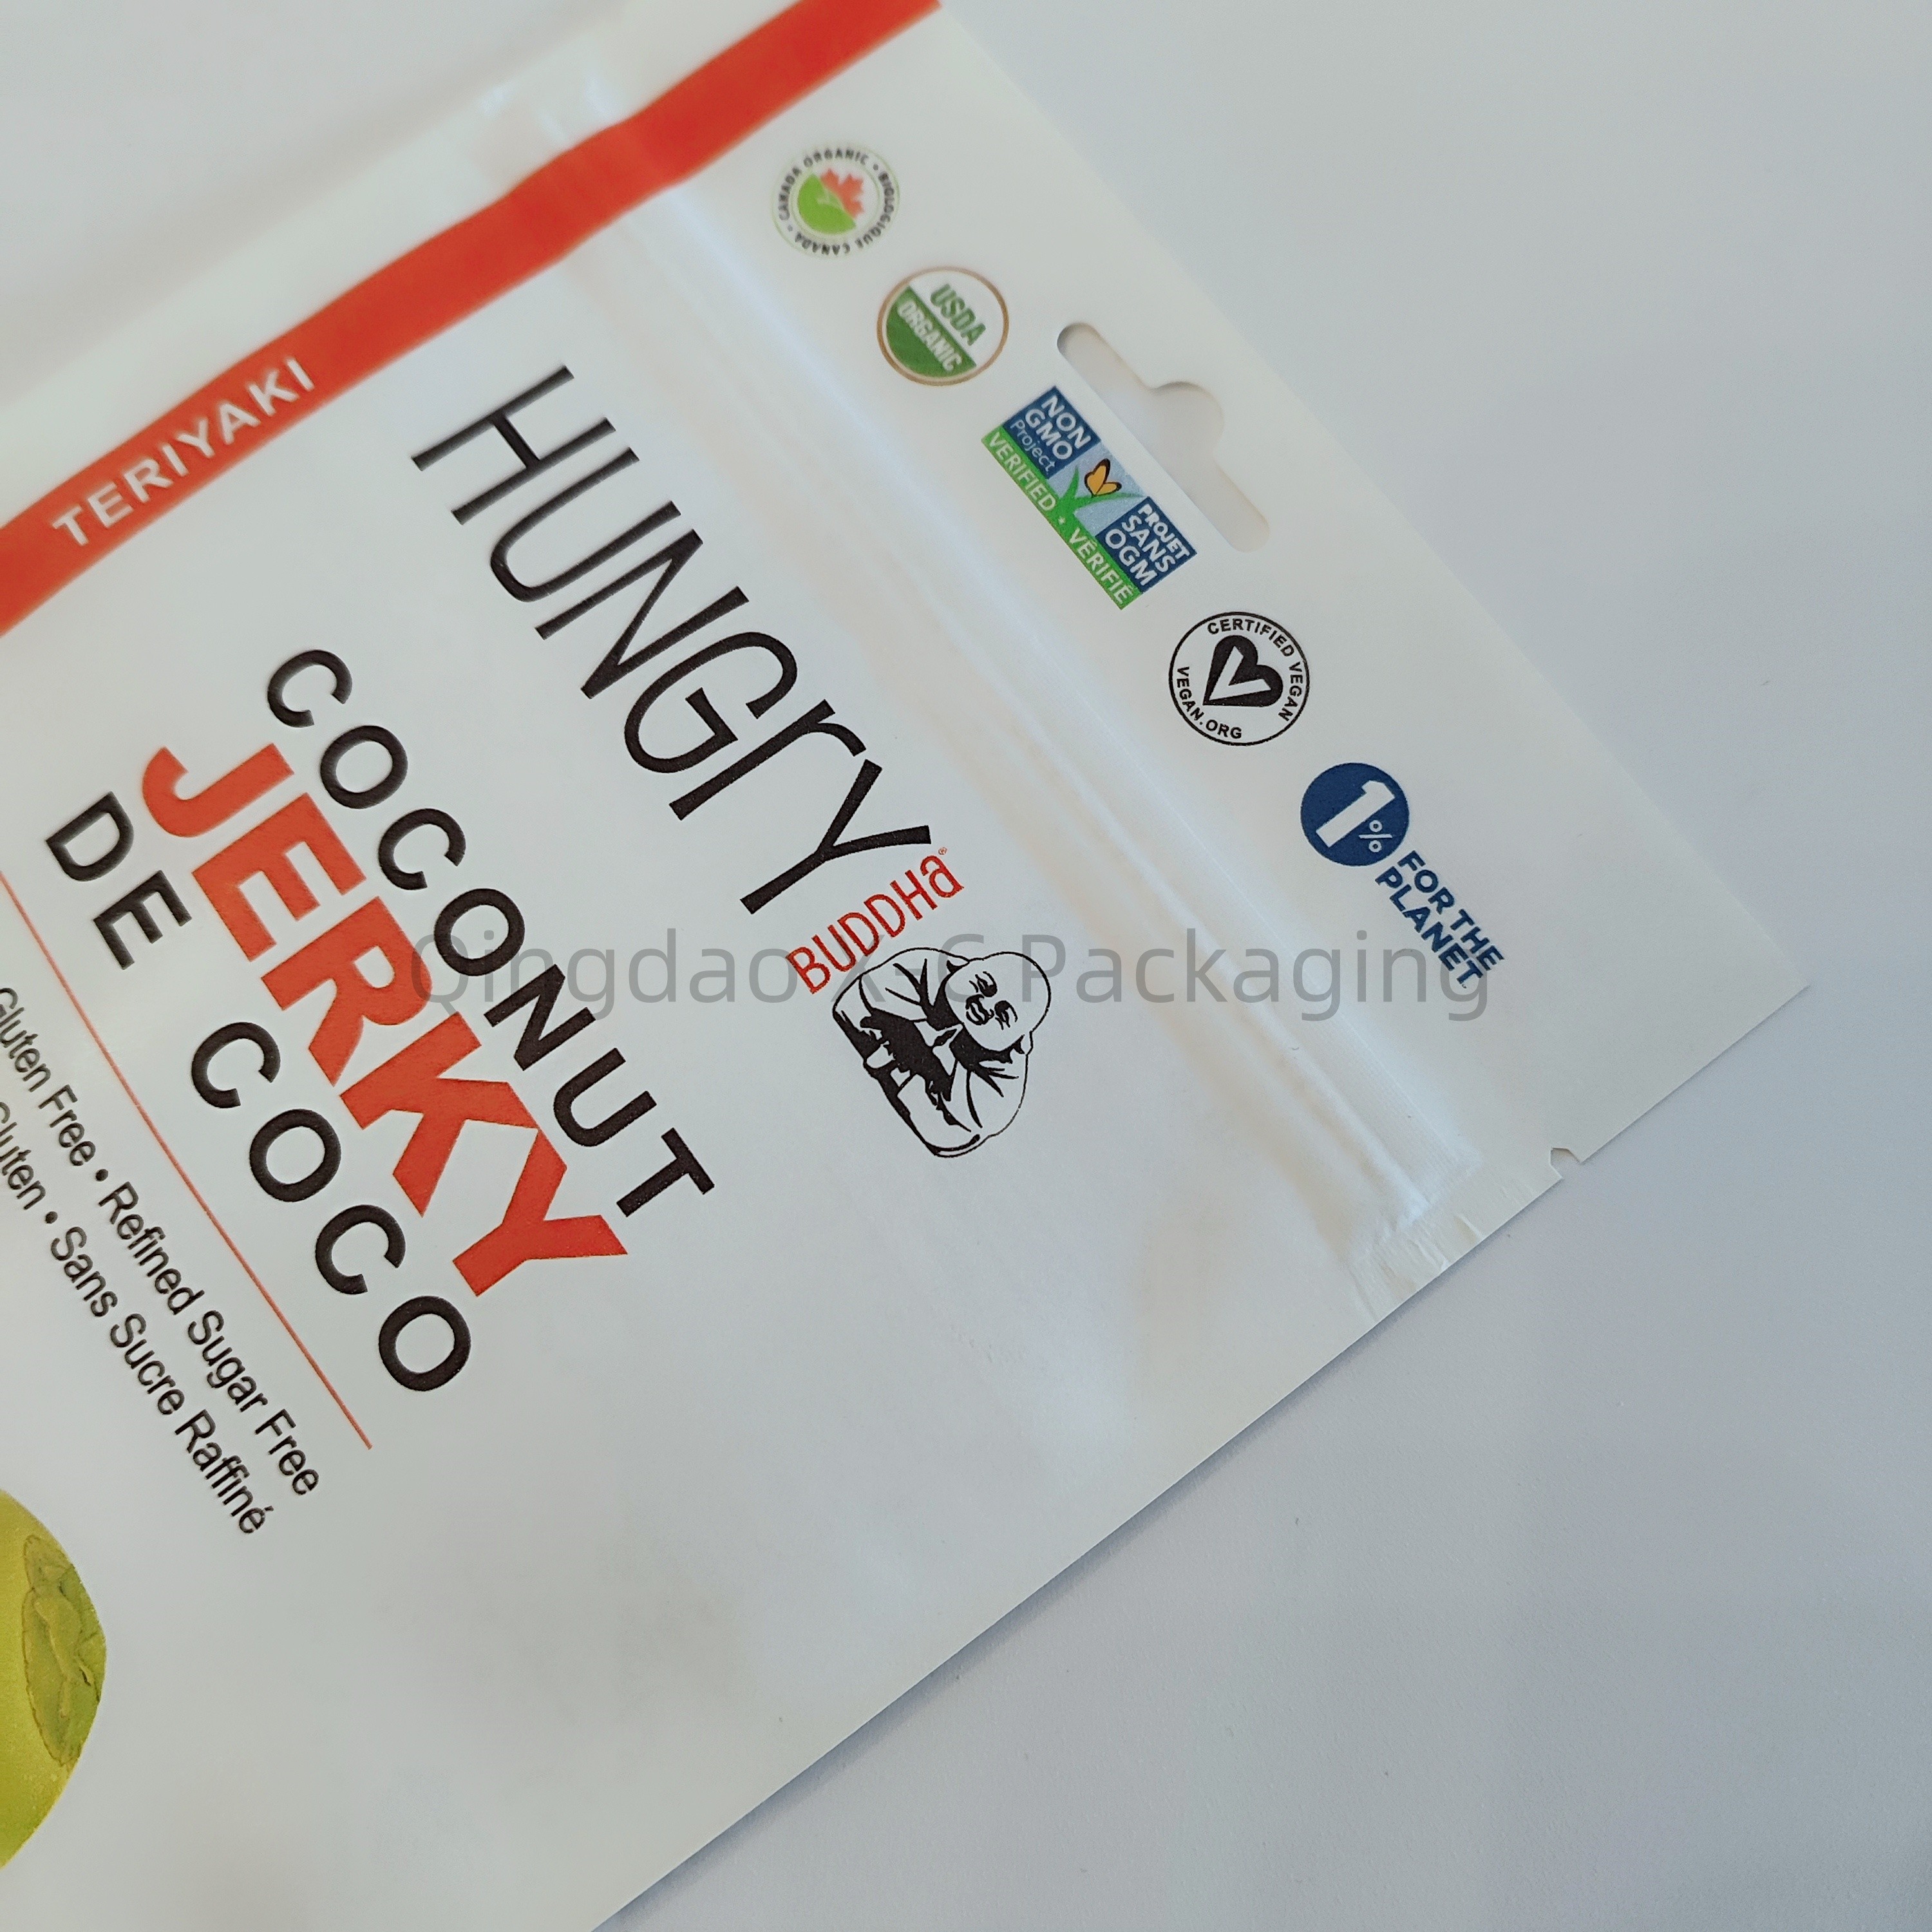 CANADA ORGANIC • BIOLOGIQUE CANADA •
USDA
ORGANIC
NON
GMO
Project
VERIFIED • VÉRIFIÉ
PROJET
SANS
OGM
CERTIFIED VEGAN
VEGAN.ORG
1%
FOR THE
PLANET
HUNGry
BUDDHa®
COCONUT
JERKY
DE COCO
Gluten Free • Refined Sugar Free
Gluten • Sans Sucre Raffiné
TERIYAKI
Qingdao X-C Packaging